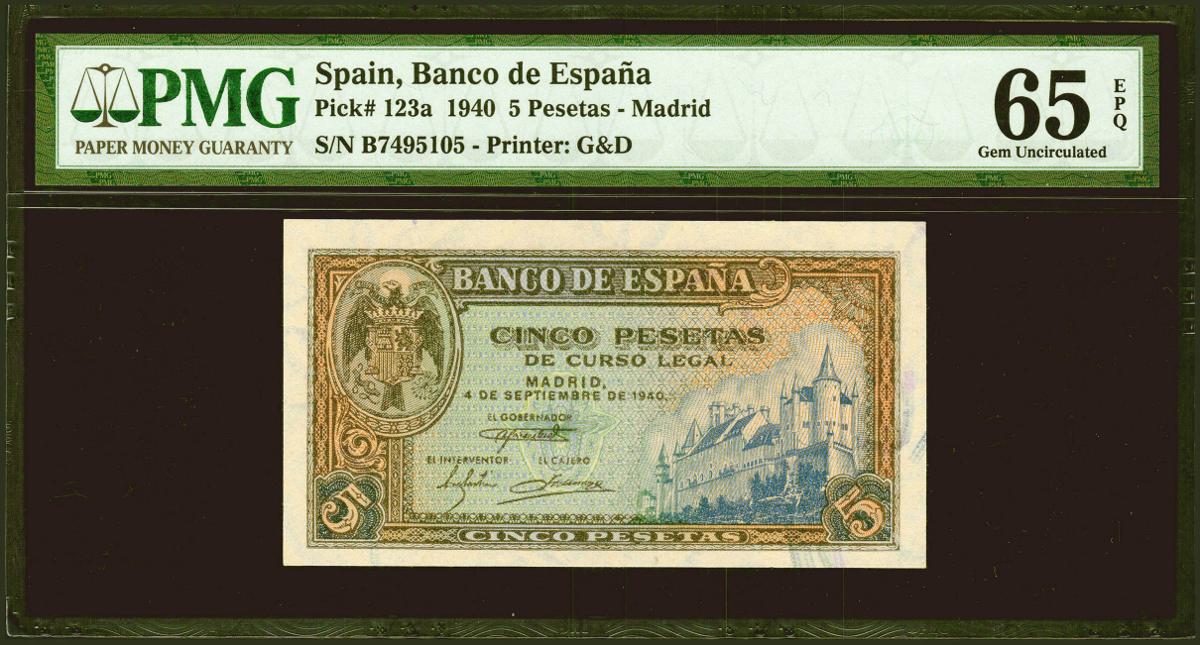 PMG
PAPER MONEY GUARANTY
Spain, Banco de España
Pick# 123a 1940 5 Pesetas - Madrid
S/N B7495105 - Printer: G&D
65
EPQ
Gem Uncirculated
BANCO DE ESPAÑA
CINCO PESETAS
DE CURSO LEGAL
MADRID,
4 DE SEPTIEMBRE DE 1940.
EL GOBERNADOR
EL INTERVENTOR EL CAJERO
5 5
CINCO PESETAS